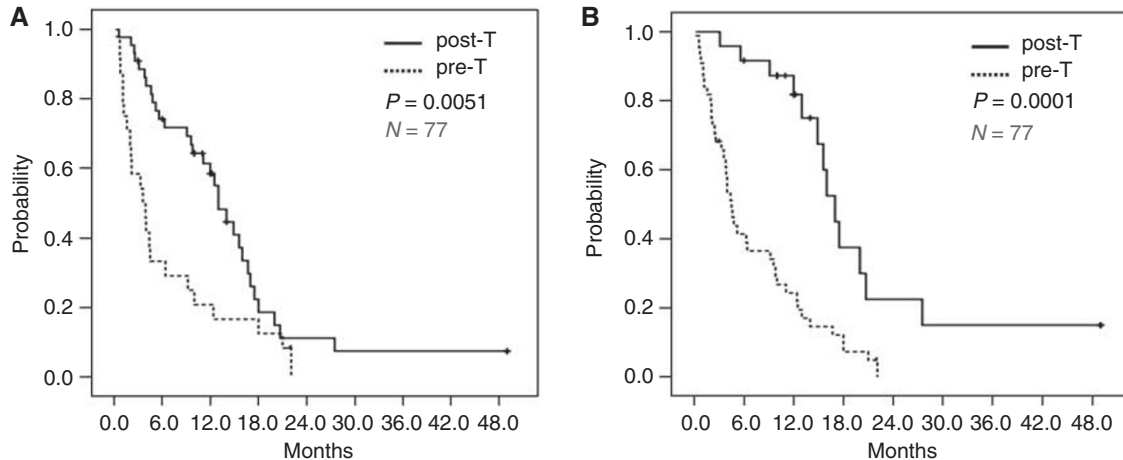 A
1.0
0.8
0.6
0.4
0.2
0.0
Probability
post-T
pre-T
P = 0.0051
N = 77
0.0 6.0 12.0 18.0 24.0 30.0 36.0 42.0 48.0
Months
B
1.0
0.8
0.6
0.4
0.2
0.0
Probability
post-T
pre-T
P = 0.0001
N = 77
0.0 6.0 12.0 18.0 24.0 30.0 36.0 42.0 48.0
Months